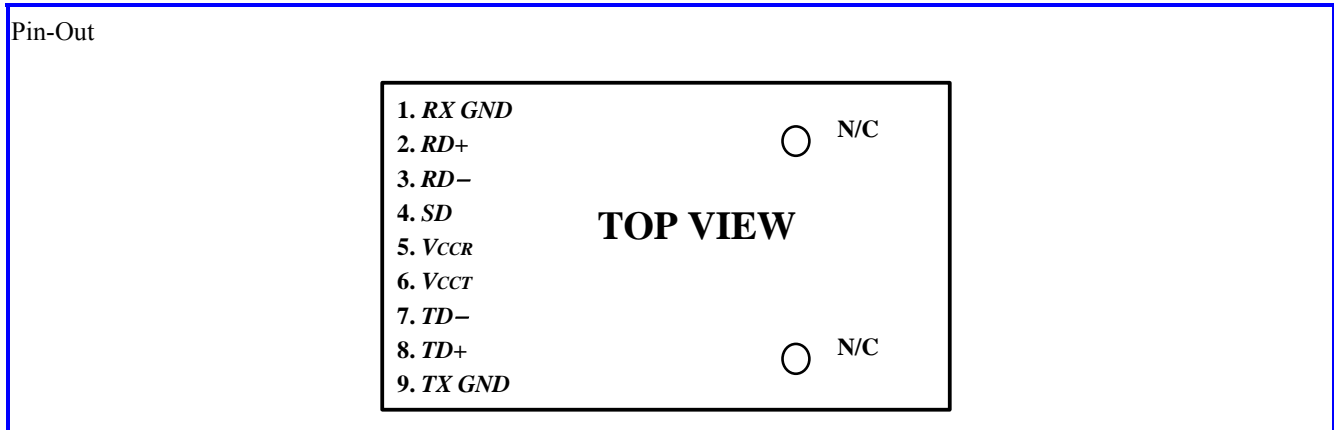 Pin-Out
1. RX GND
N/C
2. RD+
3. RD−
4. SD
TOP VIEW
5. VCCR
6. VCCT
7. TD−
8. TD+
N/C
9. TX GND